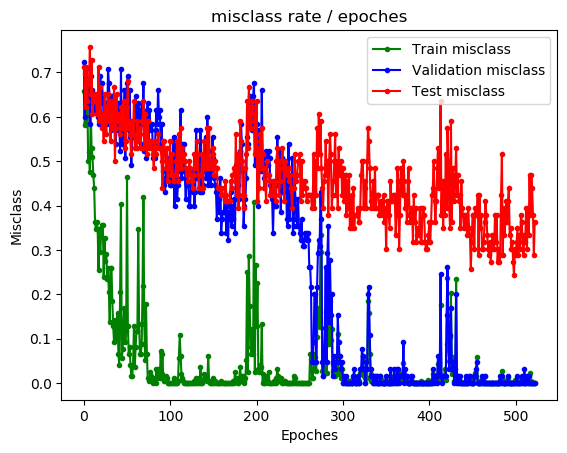 misclass rate / epoches
Train misclass
Validation misclass
Test misclass
Misclass
0.7
0.6
0.5
0.4
0.3
0.2
0.1
0.0
0 100 200 300 400 500
Epoches